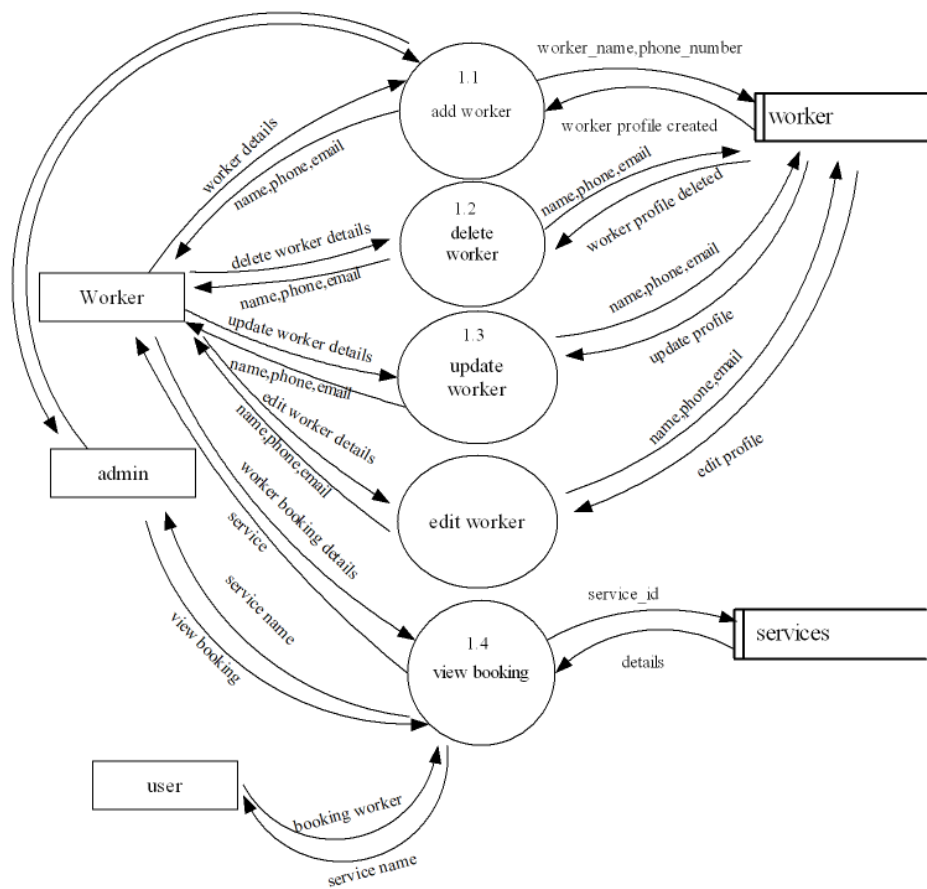 1.1
add worker
worker_name,phone_number
worker profile created
worker
worker details
name,phone,email
1.2
delete
worker
name,phone,email
worker profile deleted
delete worker details
name,phone,email
Worker
update worker details
name,phone,email
1.3
update
worker
name,phone,email
update profile
edit worker details
name,phone,email
edit worker
name,phone,email
edit profile
admin
worker booking details
service
service name
view booking
1.4
view booking
service_id
details
services
user
booking worker
service name